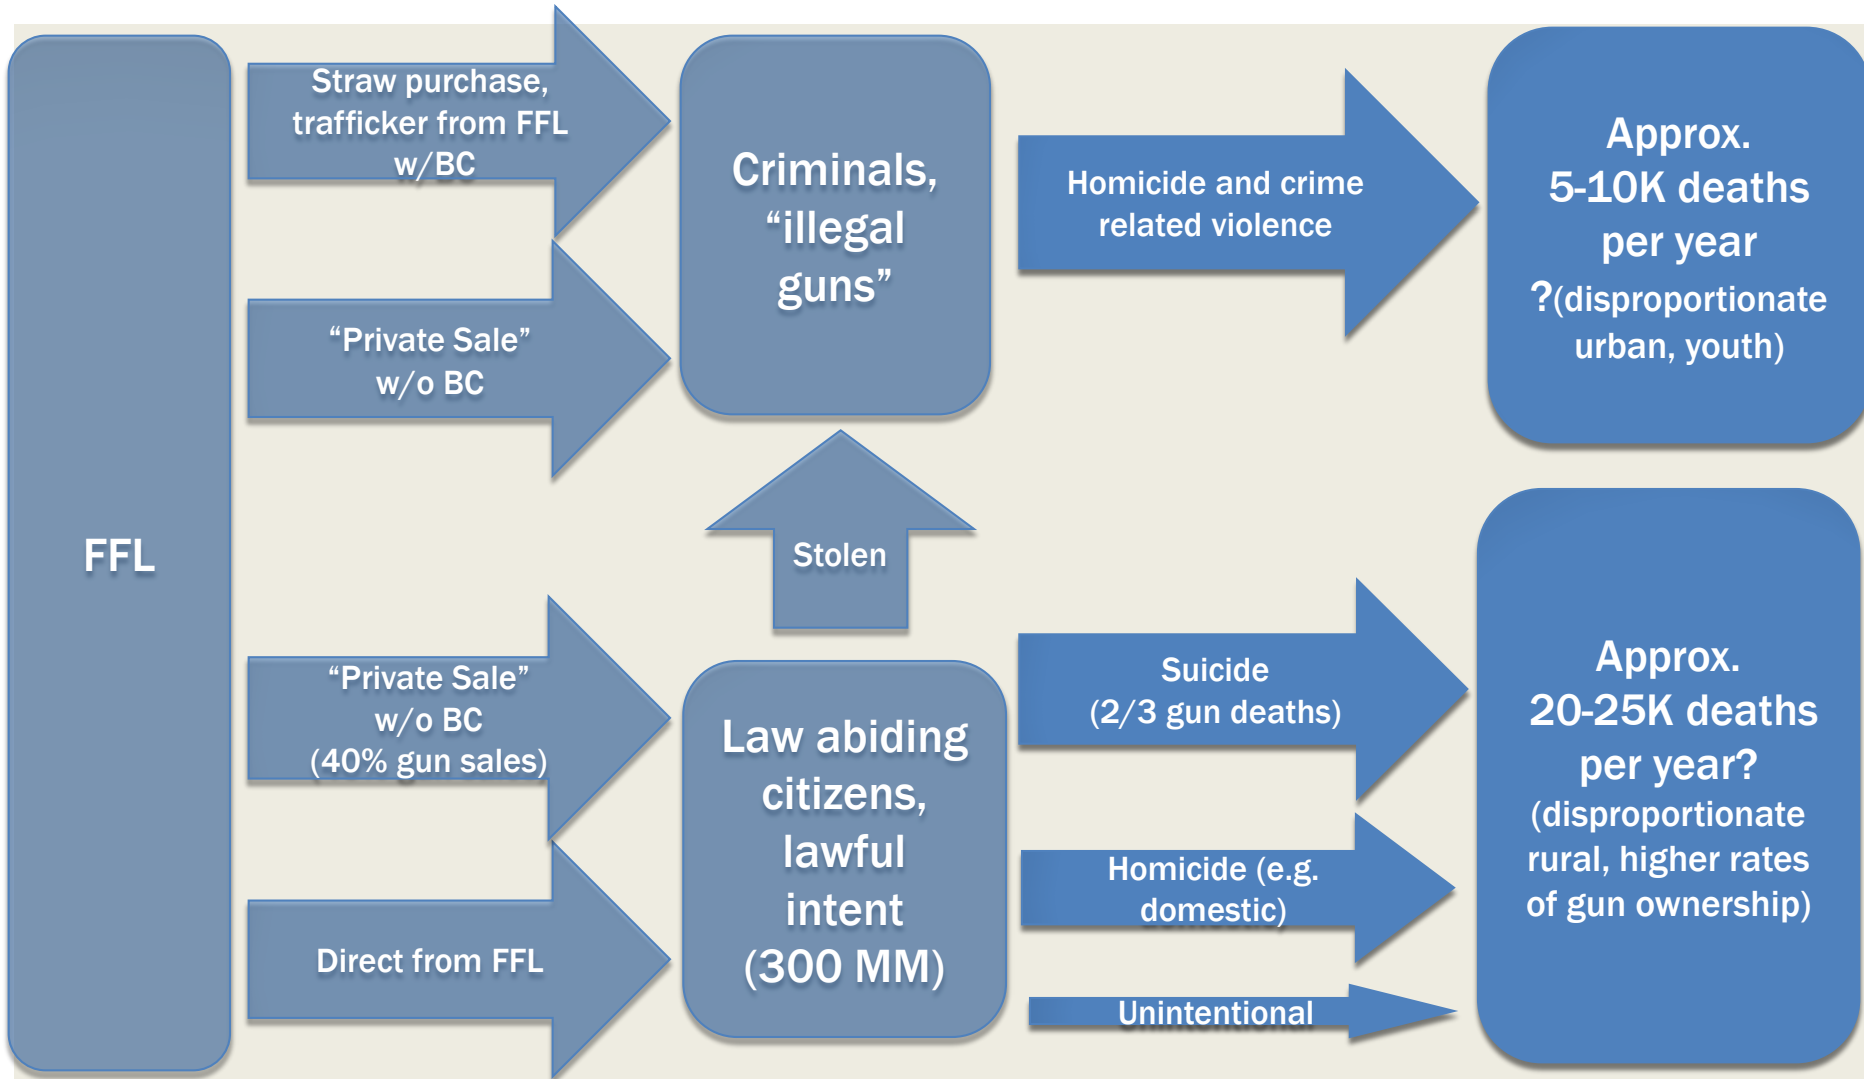 FFL
Straw purchase,
trafficker from FFL
w/BC
“Private Sale”
w/o BC
“Private Sale”
w/o BC
(40% gun sales)
Direct from FFL
Criminals,
“illegal
guns”
Stolen
Law abiding
citizens,
lawful
intent
(300 MM)
Homicide and crime
related violence
Suicide
(2/3 gun deaths)
Homicide (e.g.
domestic)
Unintentional
Approx.
5-10K deaths
per year
?(disproportionate
urban, youth)
Approx.
20-25K deaths
per year?
(disproportionate
rural, higher rates
of gun ownership)